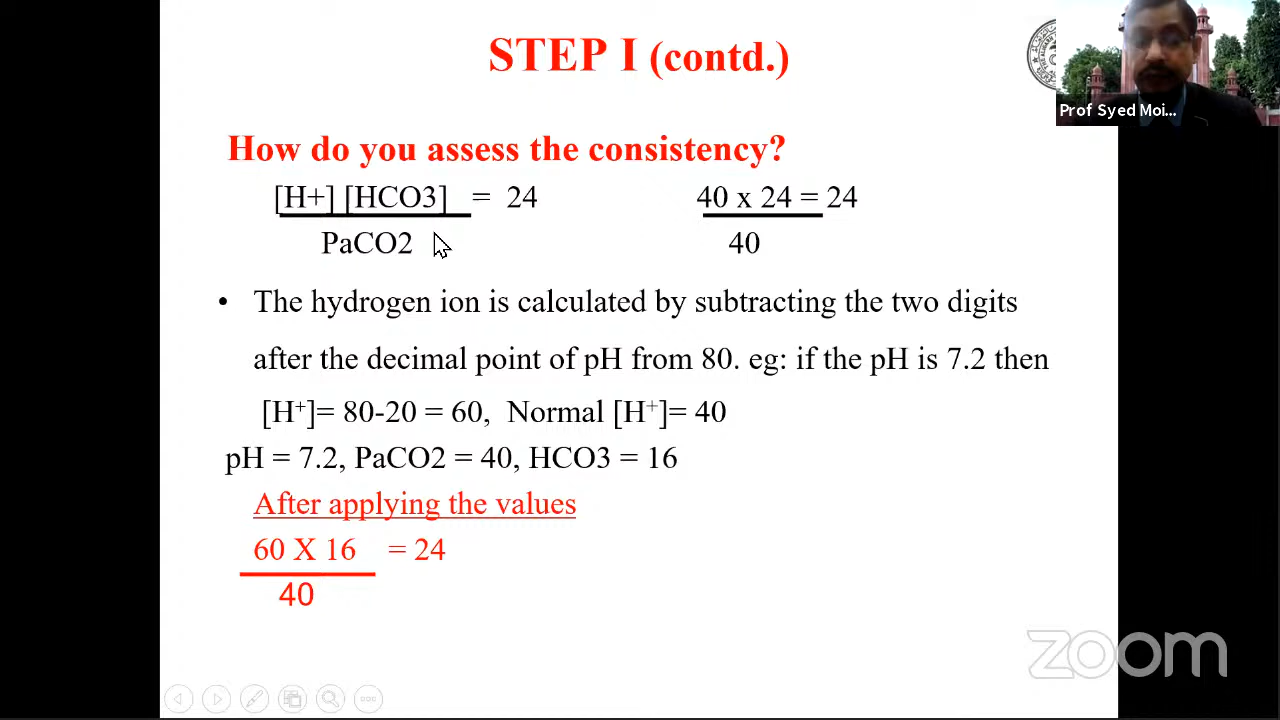 STEP I (contd.)
Prof Syed Moi...
How do you assess the consistency?
[H+] [HCO3] = 24 40 x 24 = 24
PaCO2 40
• The hydrogen ion is calculated by subtracting the two digits
after the decimal point of pH from 80. eg: if the pH is 7.2 then
[H⁺]= 80-20 = 60, Normal [H⁺]= 40
pH = 7.2, PaCO2 = 40, HCO3 = 16
After applying the values
60 X 16 = 24
40
zoom